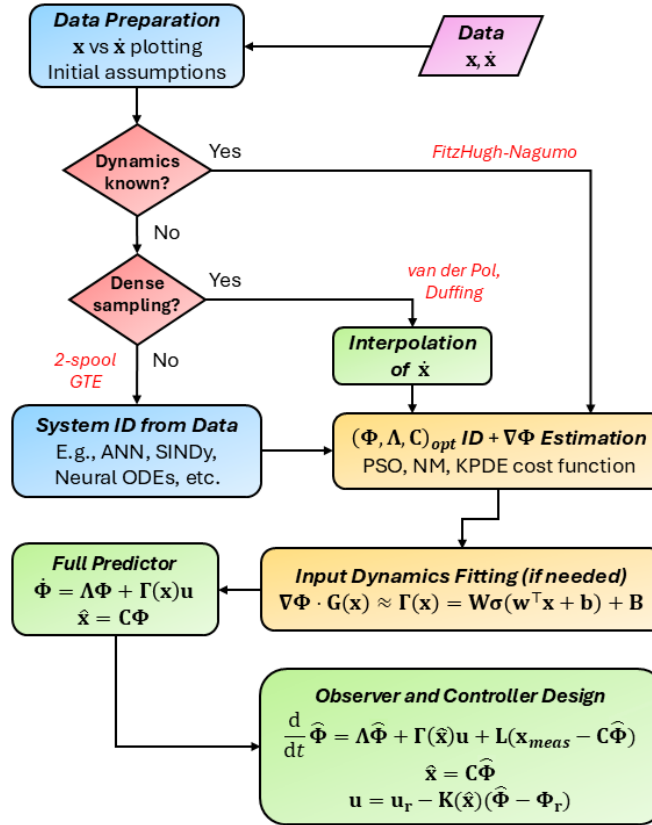 Data Preparation
𝐱 vs 𝐱̇ plotting
Initial assumptions
Data
𝐱, 𝐱̇
Dynamics
known?
Yes
FitzHugh-Nagumo
No
Dense
sampling?
Yes
van der Pol,
Duffing
2-spool
GTE
No
Interpolation
of 𝐱̇
System ID from Data
E.g., ANN, SINDy,
Neural ODEs, etc.
(𝚽, 𝚲, 𝐂)ₒₚₜ ID + ∇𝚽 Estimation
PSO, NM, KPDE cost function
Input Dynamics Fitting (if needed)
∇𝚽 · 𝐆(𝐱) ≈ 𝚪(𝐱) = 𝐖𝛔(𝐰^⊤𝐱 + 𝐛) + 𝐁
Full Predictor
𝚽̇ = 𝚲𝚽 + 𝚪(𝐱)𝐮
𝐱̂ = 𝐂𝚽
Observer and Controller Design
d/dt 𝚽̂ = 𝚲𝚽̂ + 𝚪(𝐱̂)𝐮 + 𝐋(𝐱_meas − 𝐂𝚽̂)
𝐱̂ = 𝐂𝚽̂
𝐮 = 𝐮_𝐫 − 𝐊(𝐱̂)(𝚽̂ − 𝚽_𝐫)